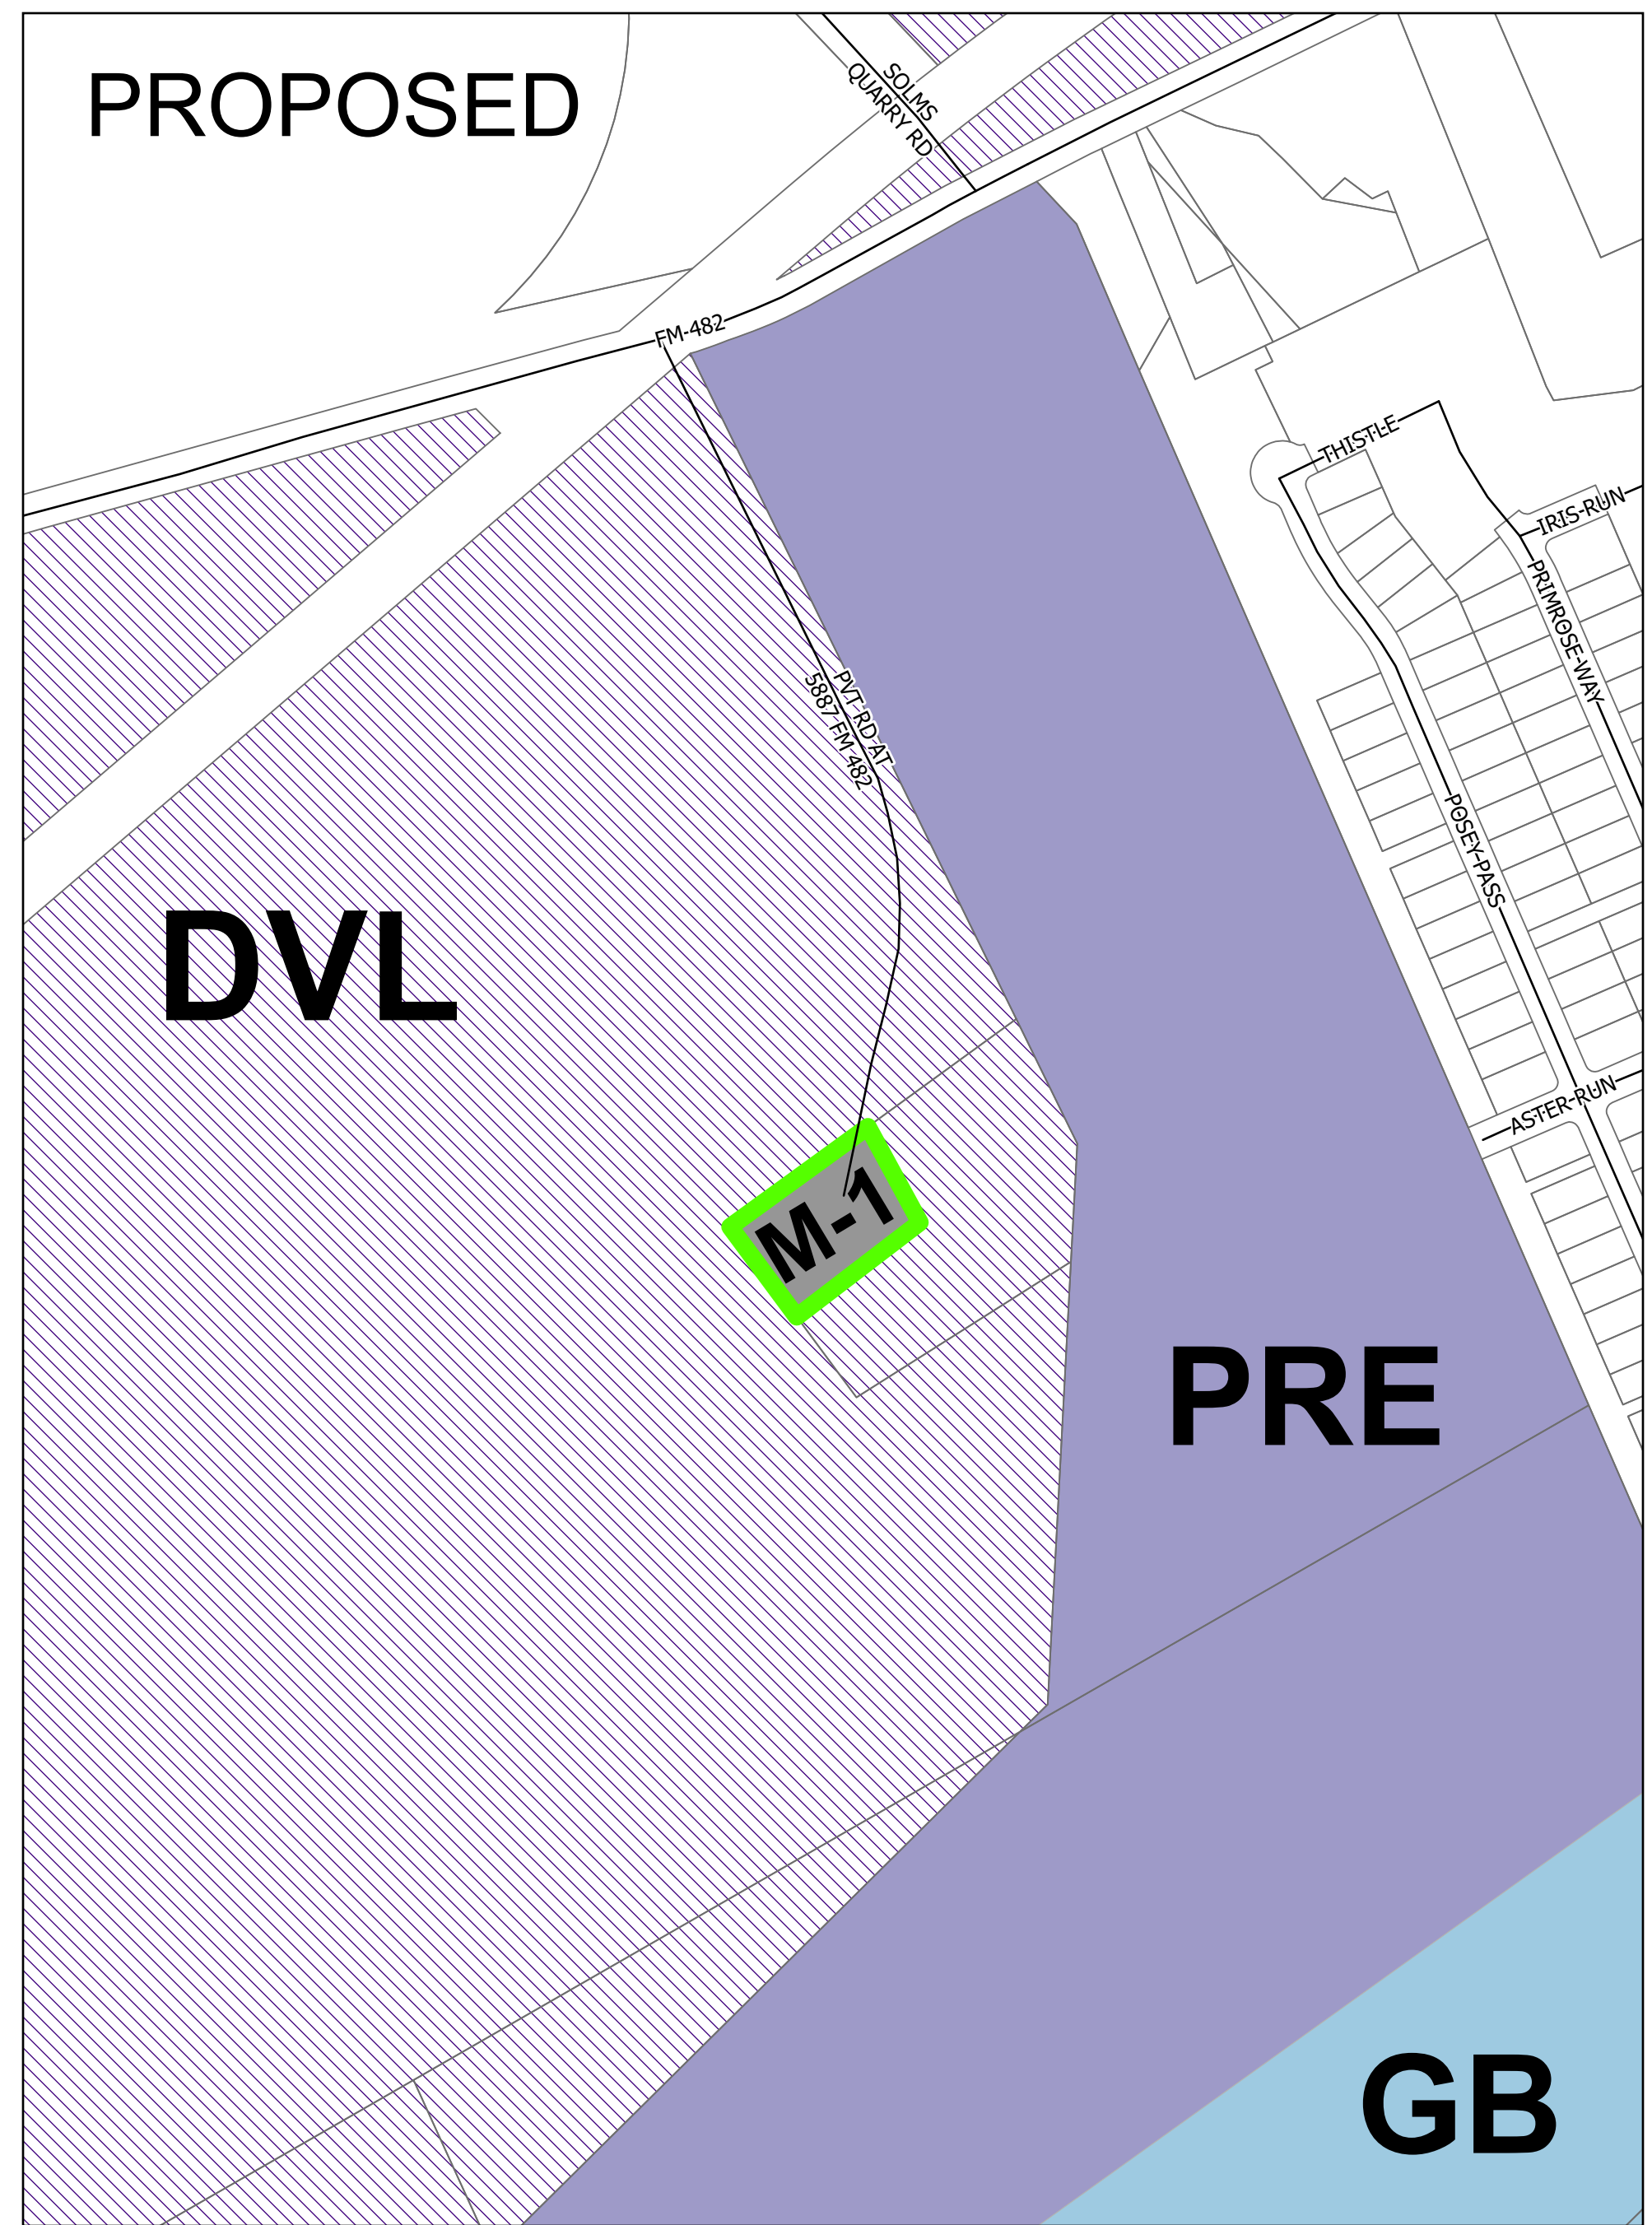 PROPOSED
SOLMS
QUARRY RD
FM-482
THISTLE
IRIS-RUN
PRIMROSE-WAY
PVT RD AT
5887 FM 482
POSEY-PASS
DVL
ASTER-RUN
M-1
PRE
GB